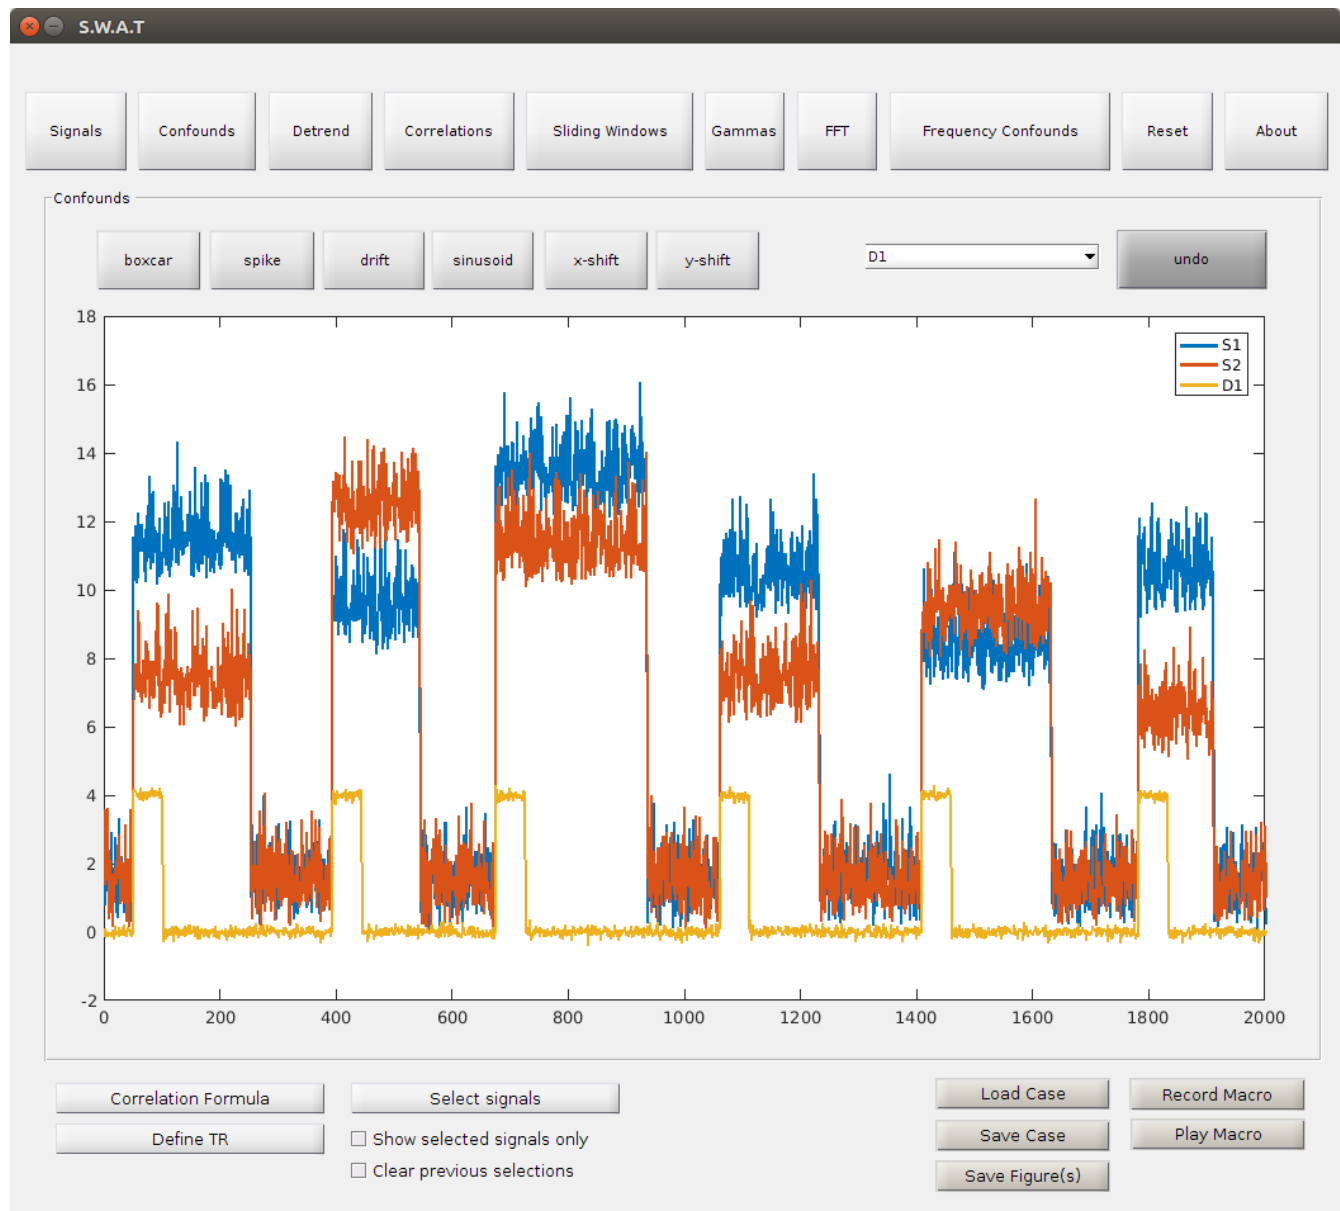 S.W.A.T
Signals Confounds Detrend Correlations Sliding Windows Gammas FFT Frequency Confounds Reset About
Confounds
boxcar spike drift sinusoid x-shift y-shift D1 undo
18
16
14
12
10
8
6
4
2
0
-2
S1
S2
D1
0 200 400 600 800 1000 1200 1400 1600 1800 2000
Correlation Formula Select signals Load Case Record Macro
Define TR Show selected signals only Save Case Play Macro
Clear previous selections Save Figure(s)